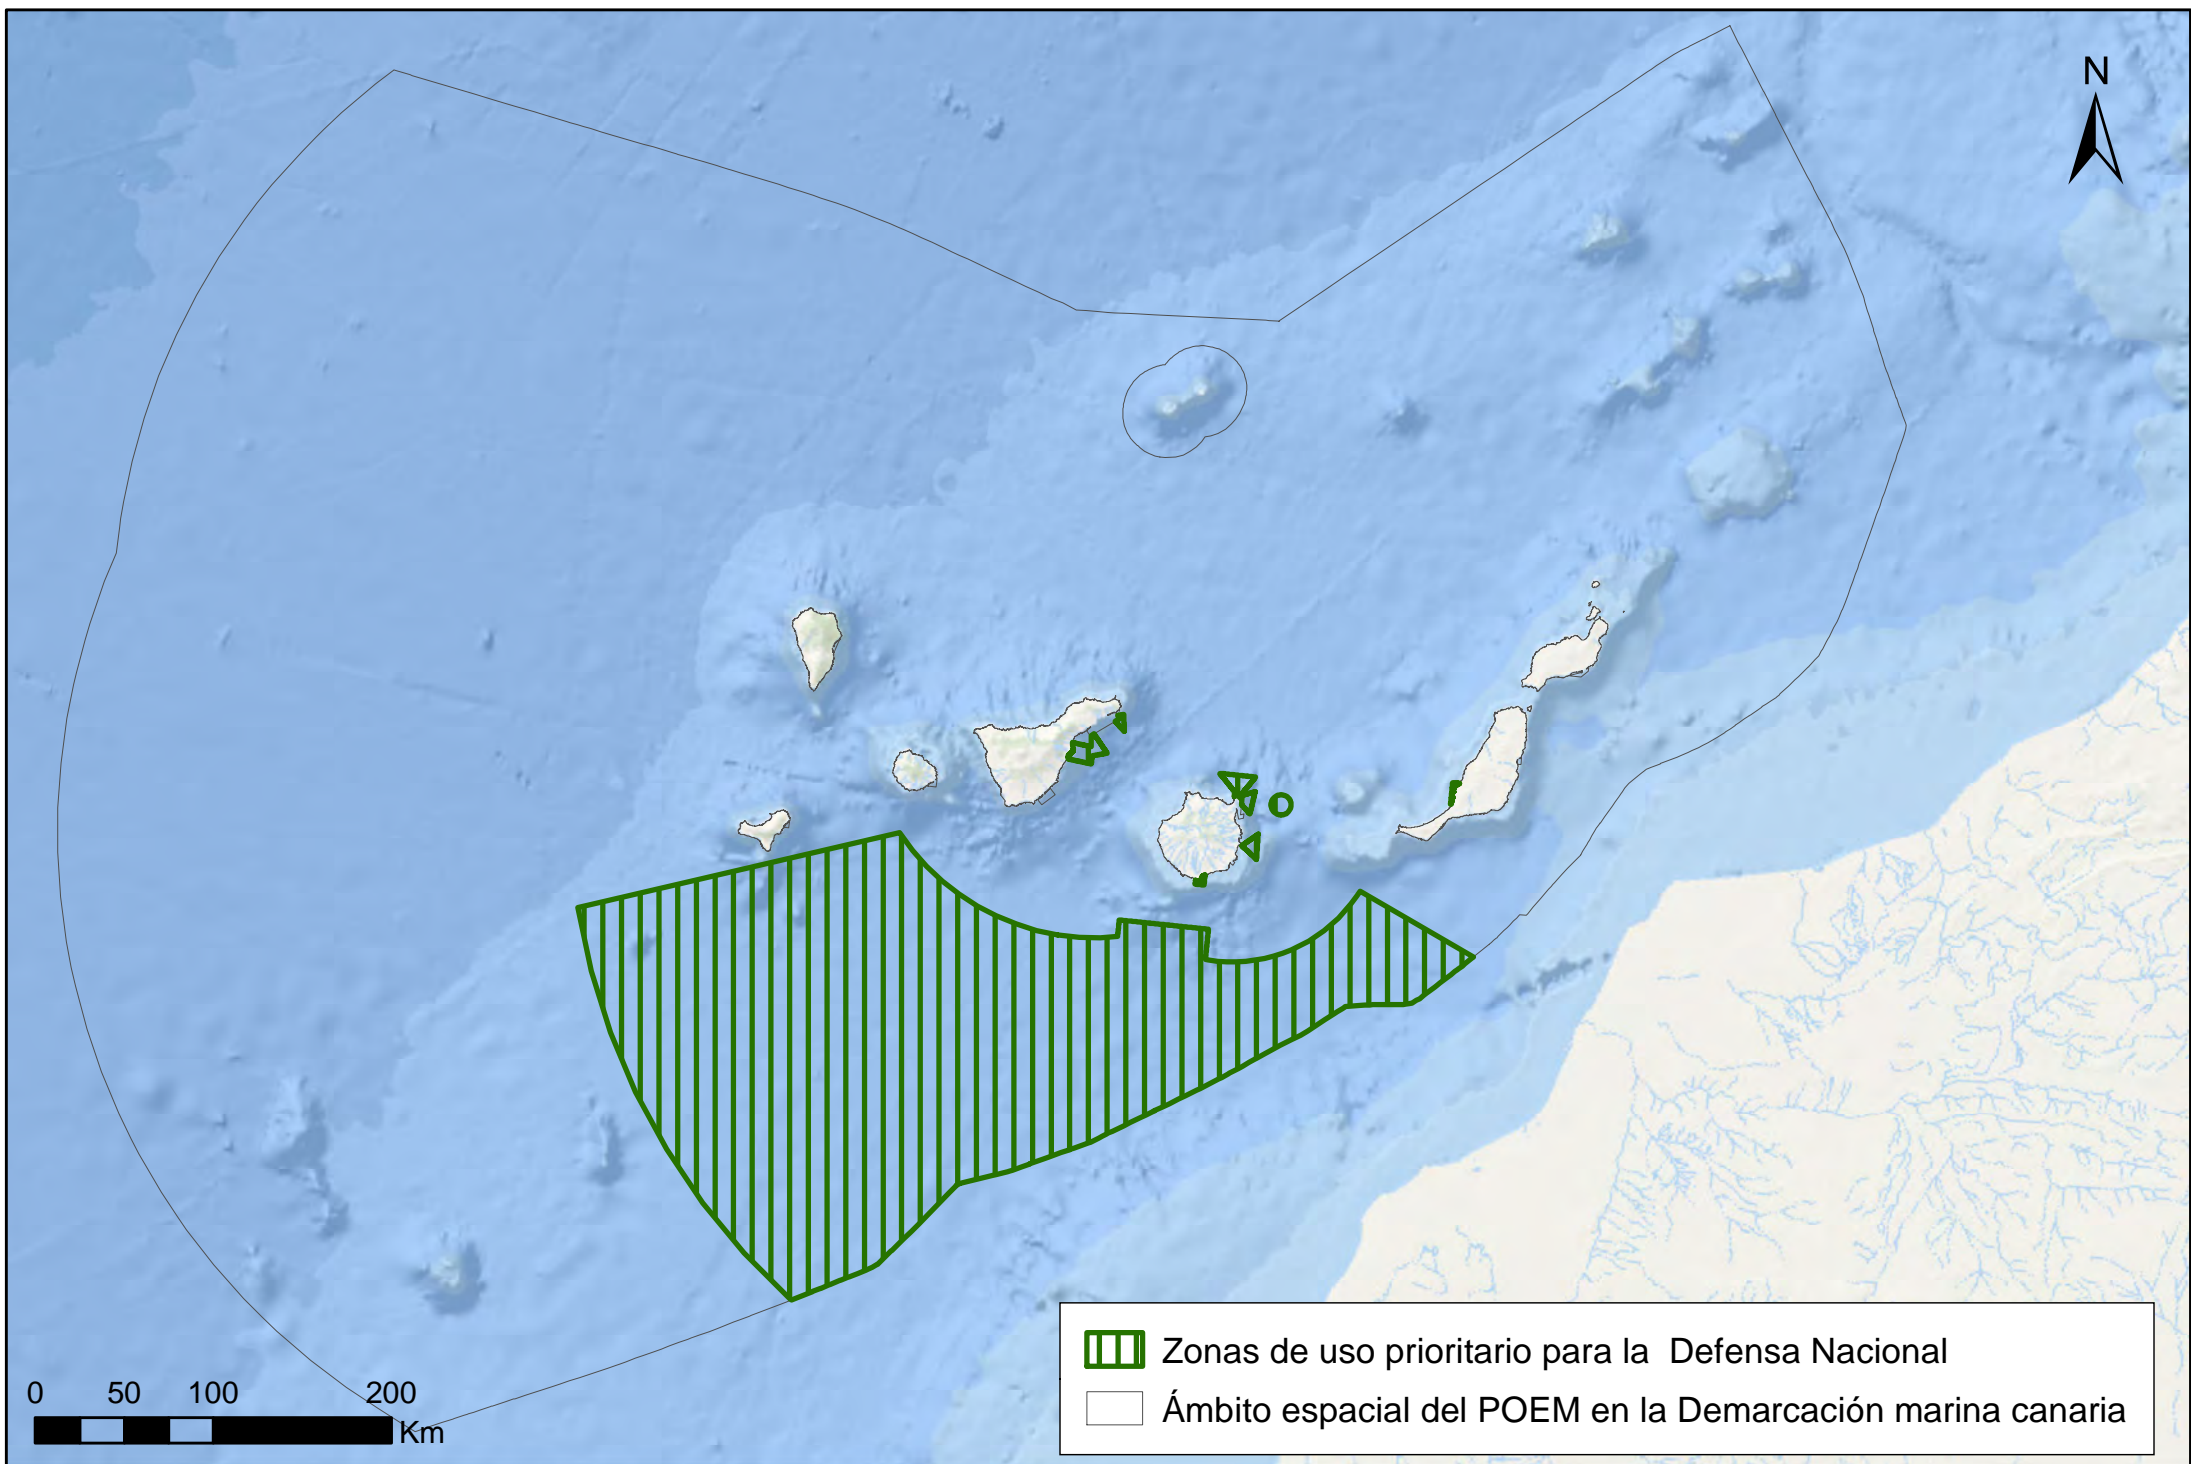 N
Zonas de uso prioritario para la  Defensa Nacional
Ámbito espacial del POEM en la Demarcación marina canaria
0 50 100 200
Km